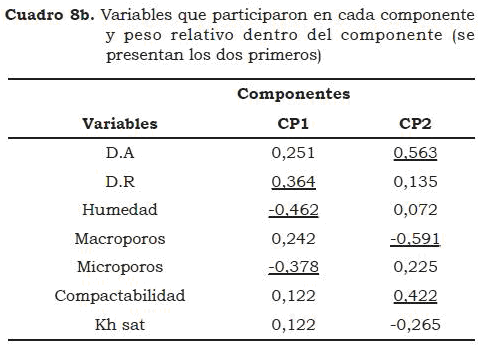 Cuadro 8b. Variables que participaron en cada componente
y peso relativo dentro del componente (se
presentan los dos primeros)
Componentes
Variables CP1 CP2
D.A 0,251 0,563
D.R 0,364 0,135
Humedad -0,462 0,072
Macroporos 0,242 -0,591
Microporos -0,378 0,225
Compactabilidad 0,122 0,422
Kh sat 0,122 -0,265